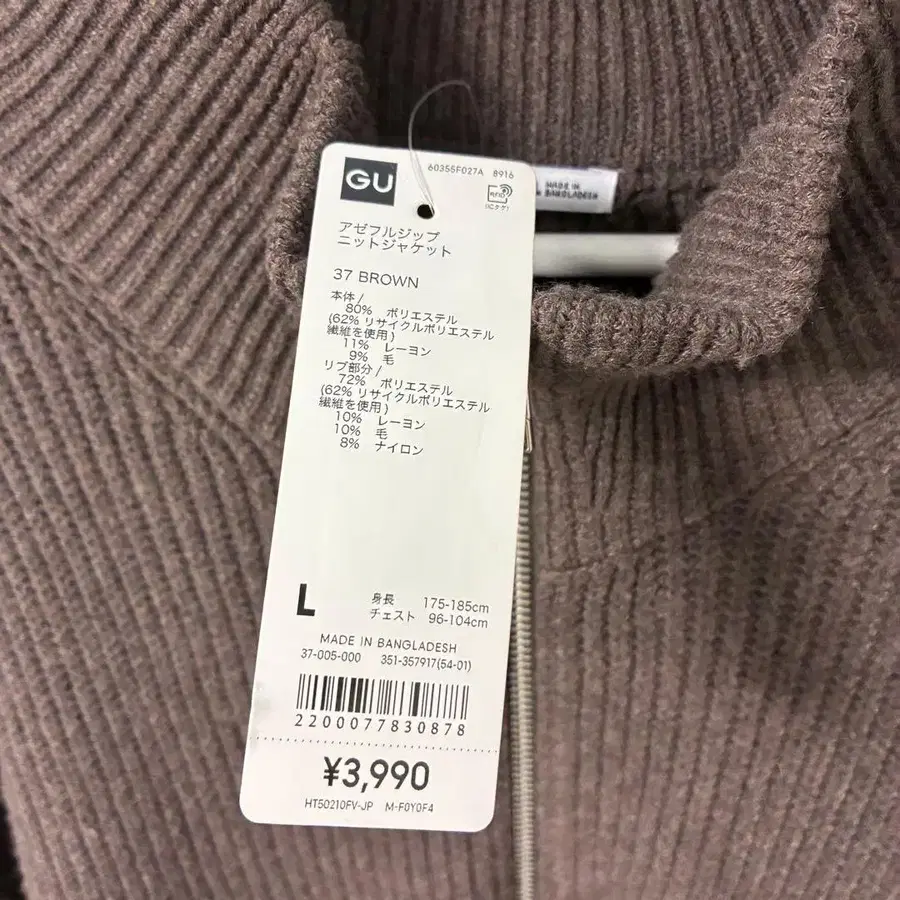 GU
60355F027A 8916
RFID
(ICタグ)
MADE IN
BANGLADESH
アゼフルジップ
ニットジャケット
37 BROWN
本体 /
80% ポリエステル
(62% リサイクルポリエステル
繊維を使用)
11% レーヨン
9% 毛
リブ部分 /
72% ポリエステル
(62% リサイクルポリエステル
繊維を使用)
10% レーヨン
10% 毛
8% ナイロン
L
身長 175-185cm
チェスト 96-104cm
MADE IN BANGLADESH
37-005-000 351-357917(54-01)
2200077830878
¥3,990
HT50210FV-JP M-F0Y0F4